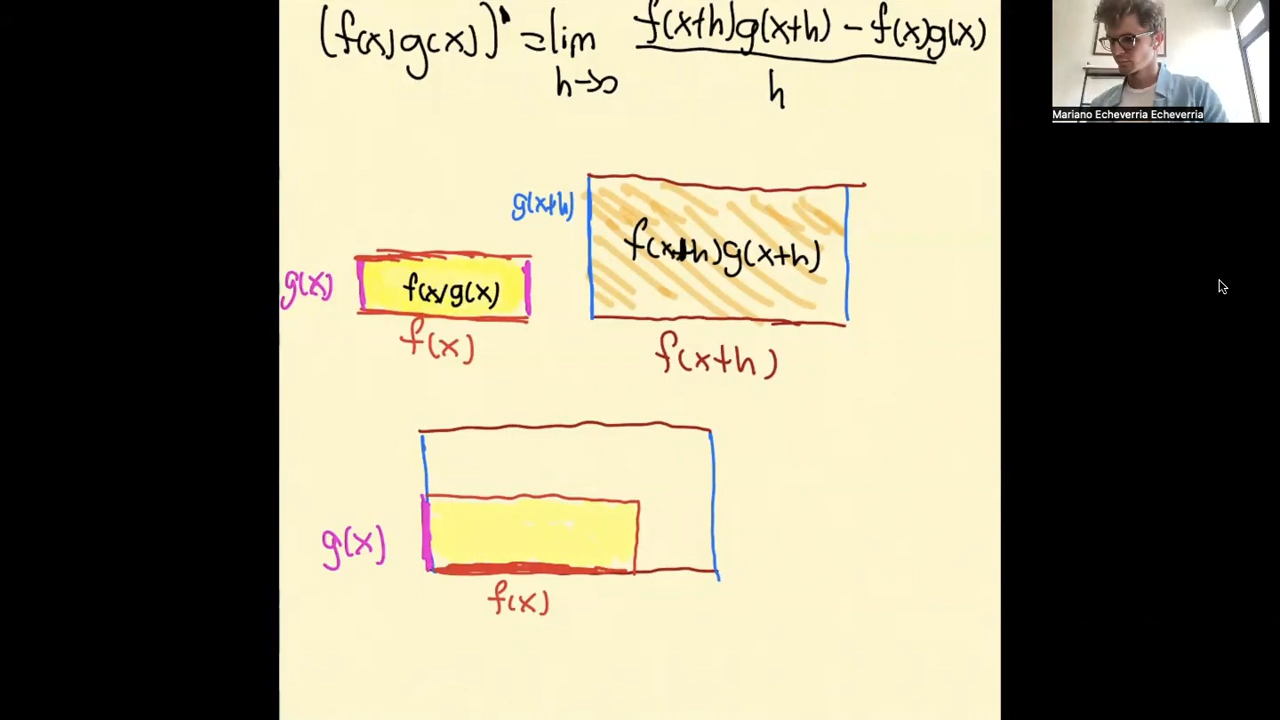 (f(x)g(x))' = lim f(x+h)g(x+h) - f(x)g(x)
h→0 h
Mariano Echeverria Echeverria
g(x+h)
f(x+h)g(x+h)
g(x) f(x)g(x)
f(x)
f(x+h)
g(x)
f(x)